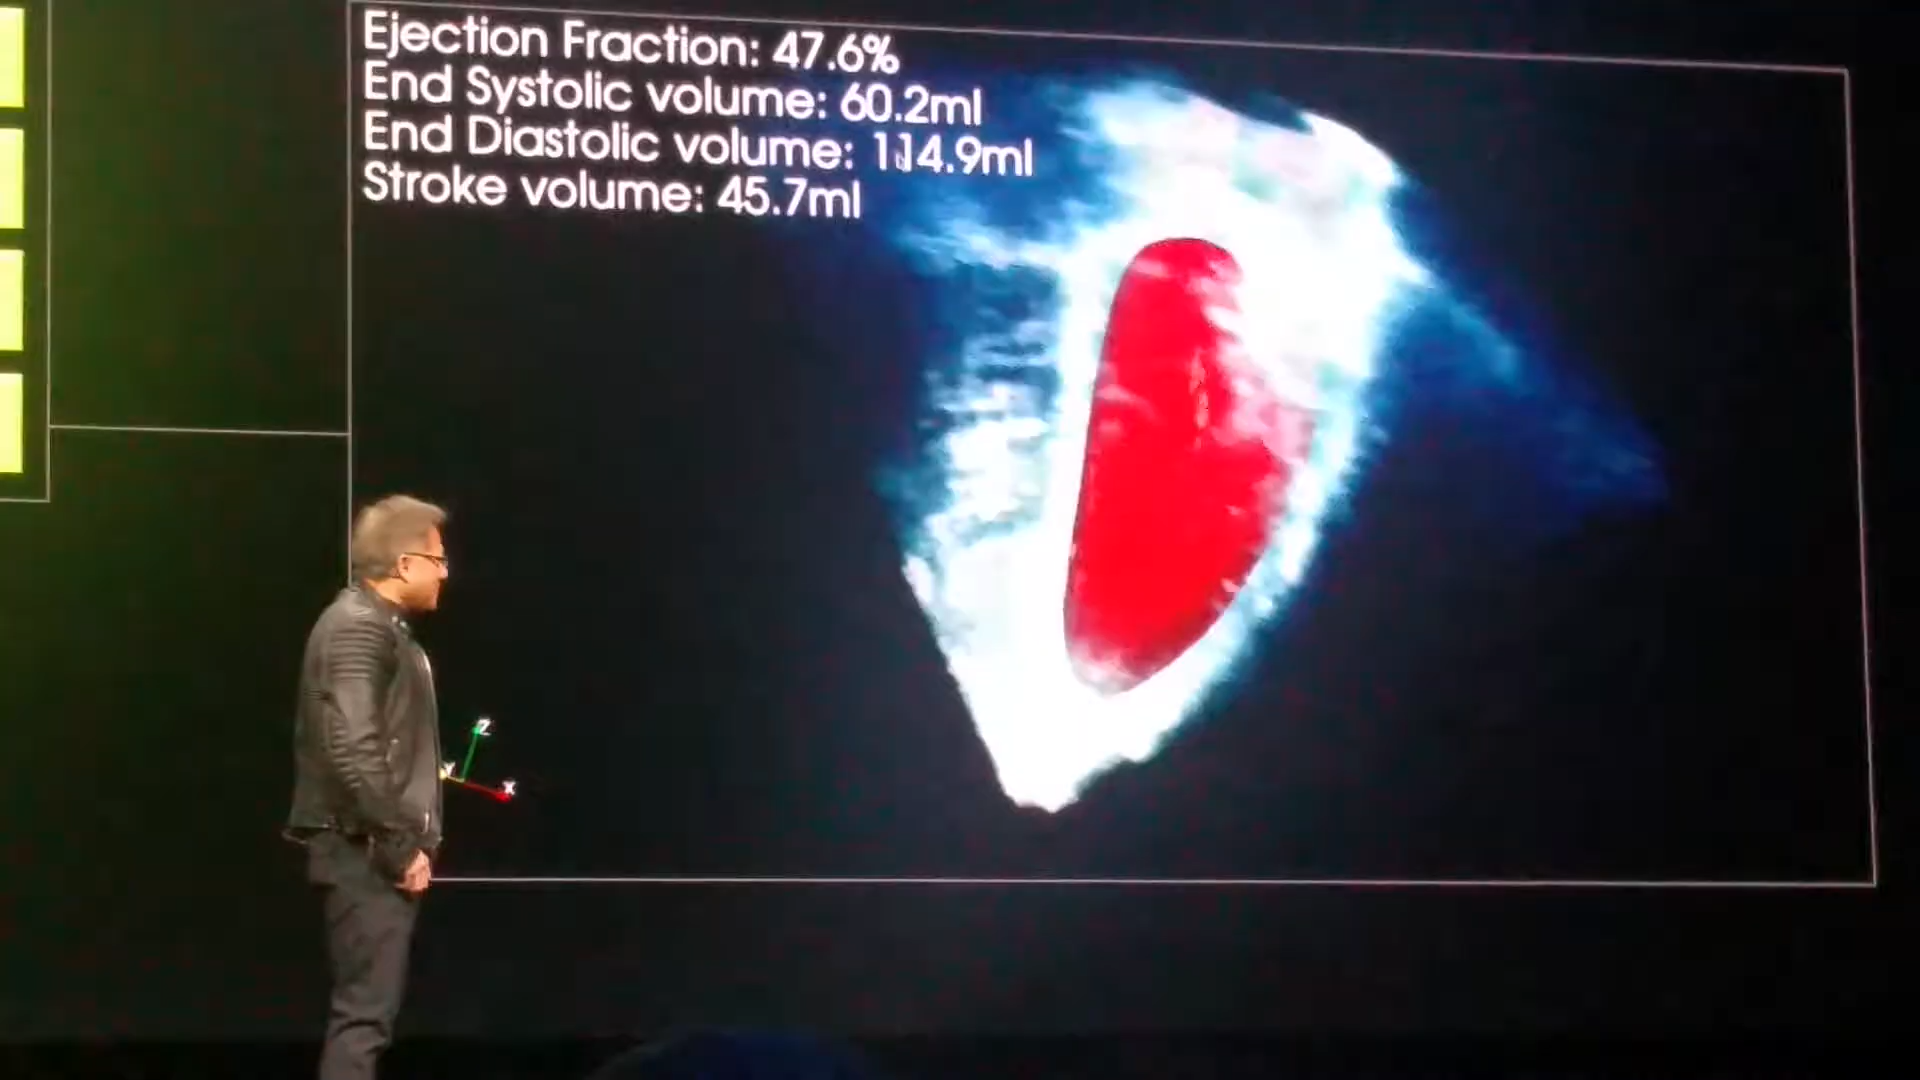 Ejection Fraction: 47.6%
End Systolic volume: 60.2ml
End Diastolic volume: 114.9ml
Stroke volume: 45.7ml
Z
Y
X